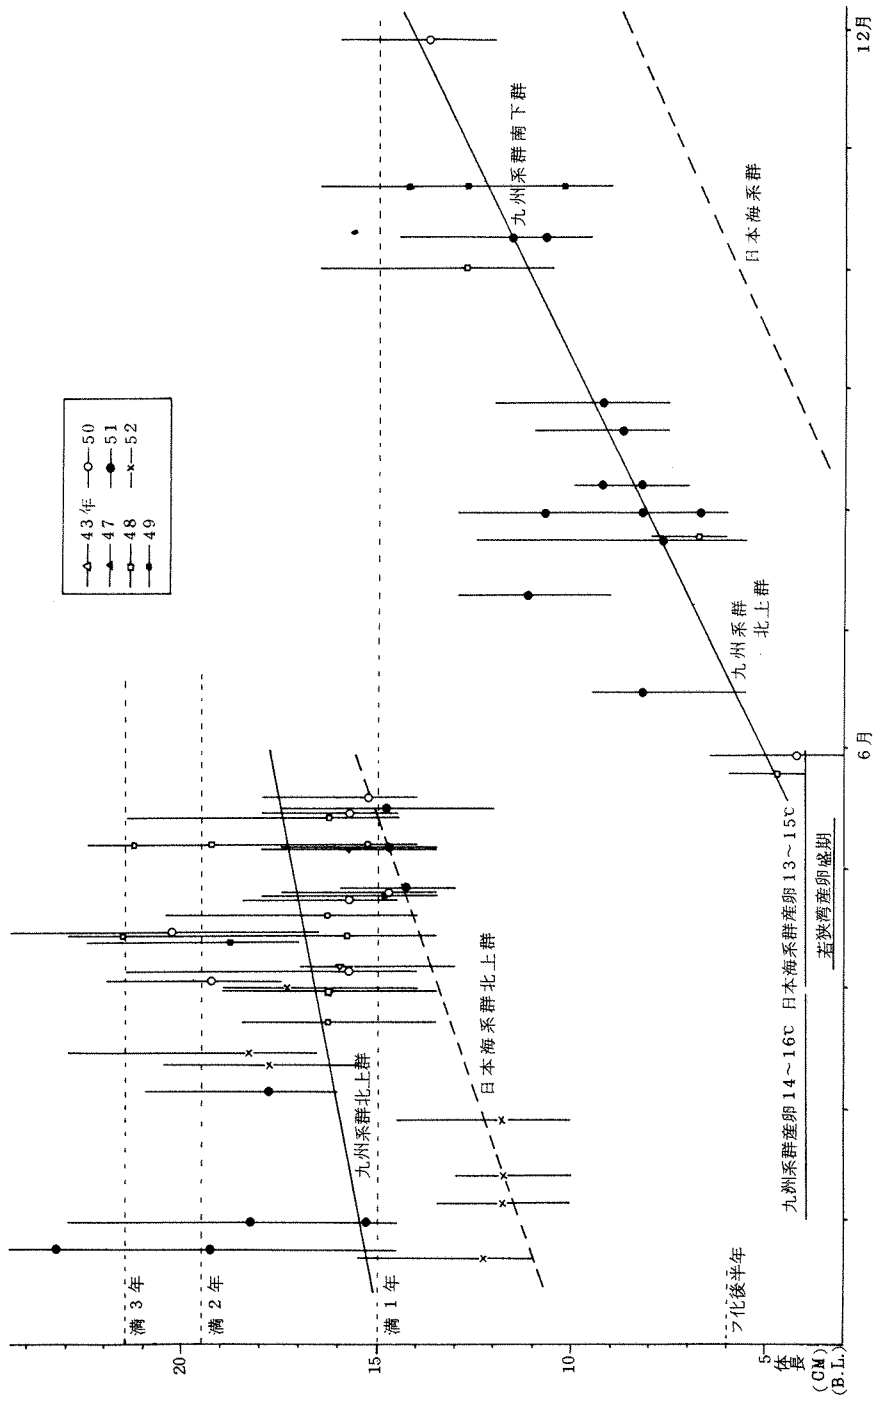 43年
47
48
49
50
51
52
満3年
満2年
満1年
フ化後半年
20
15
10
5
体長
(CM)
(B.L.)
6月
12月
九州系群北上群
日本海系群北上群
九州系群
北上群
九州系群南下群
日本海系群
九洲系群産卵14~16℃
日本海系群産卵13~15℃
若狭湾産卵盛期